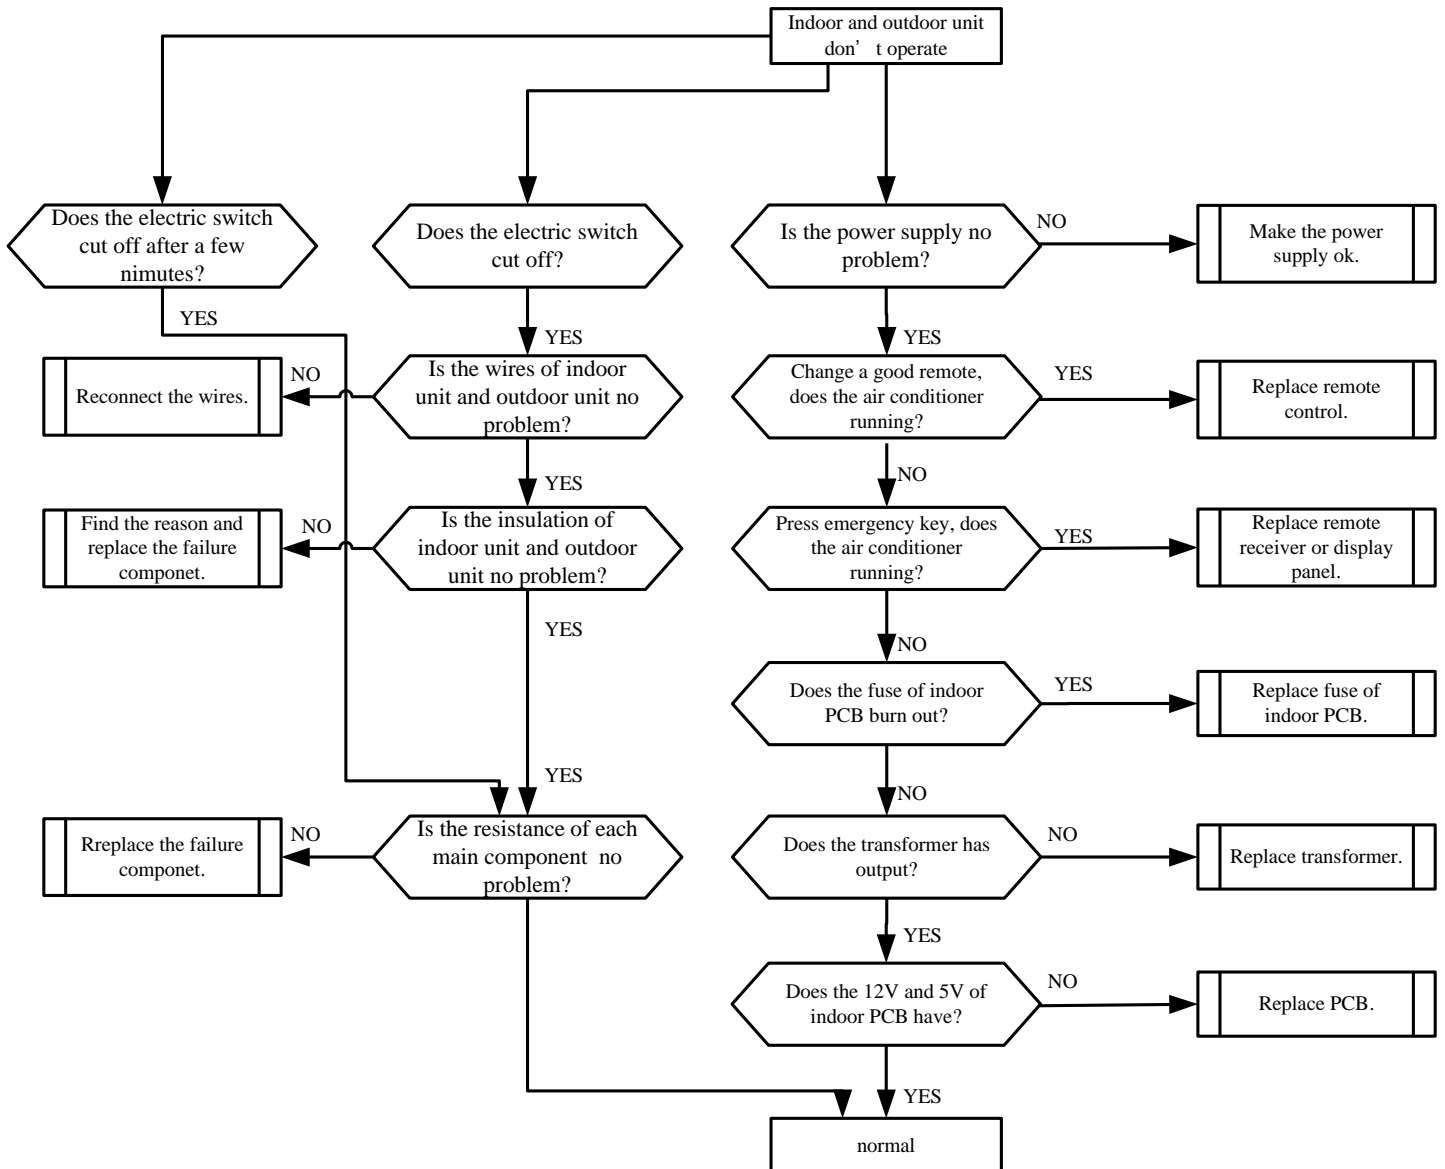 Indoor and outdoor unit
don’ t operate
Does the electric switch
cut off after a few
nimutes?
Does the electric switch
cut off?
Is the power supply no
problem?
NO
Make the power
supply ok.
YES
YES
YES
Reconnect the wires.
NO
Is the wires of indoor
unit and outdoor unit no
problem?
Change a good remote,
does the air conditioner
running?
YES
Replace remote
control.
YES
NO
Find the reason and
replace the failure
componet.
NO
Is the insulation of
indoor unit and outdoor
unit no problem?
Press emergency key, does
the air conditioner
running?
YES
Replace remote
receiver or display
panel.
YES
NO
Does the fuse of indoor
PCB burn out?
YES
Replace fuse of
indoor PCB.
YES
NO
Rreplace the failure
componet.
NO
Is the resistance of each
main component no
problem?
Does the transformer has
output?
NO
Replace transformer.
YES
Does the 12V and 5V of
indoor PCB have?
NO
Replace PCB.
YES
normal